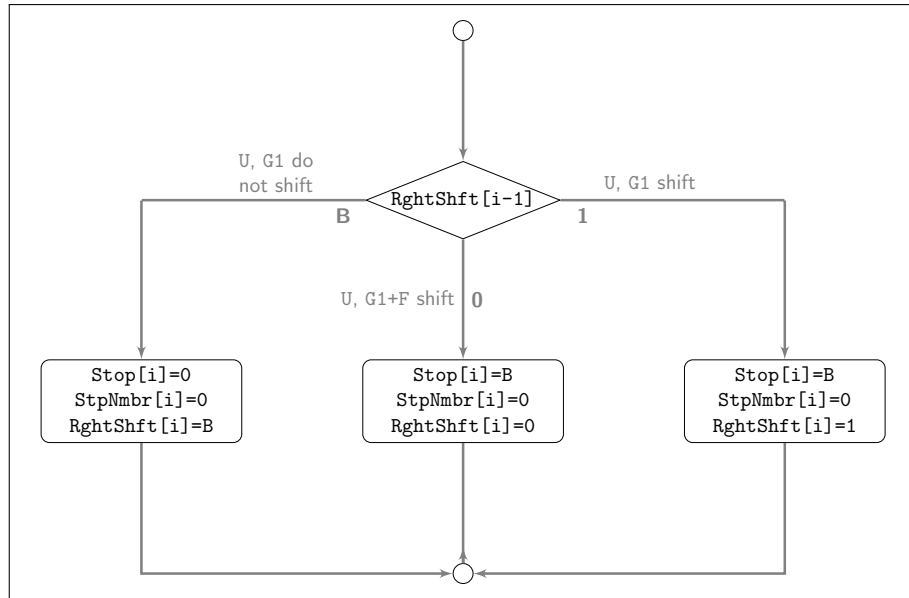 U, G1 do
not shift
RghtShft[i-1]
U, G1 shift
B
1
U, G1+F shift
0
Stop[i]=0
StpNmbr[i]=0
RghtShft[i]=B
Stop[i]=B
StpNmbr[i]=0
RghtShft[i]=0
Stop[i]=B
StpNmbr[i]=0
RghtShft[i]=1